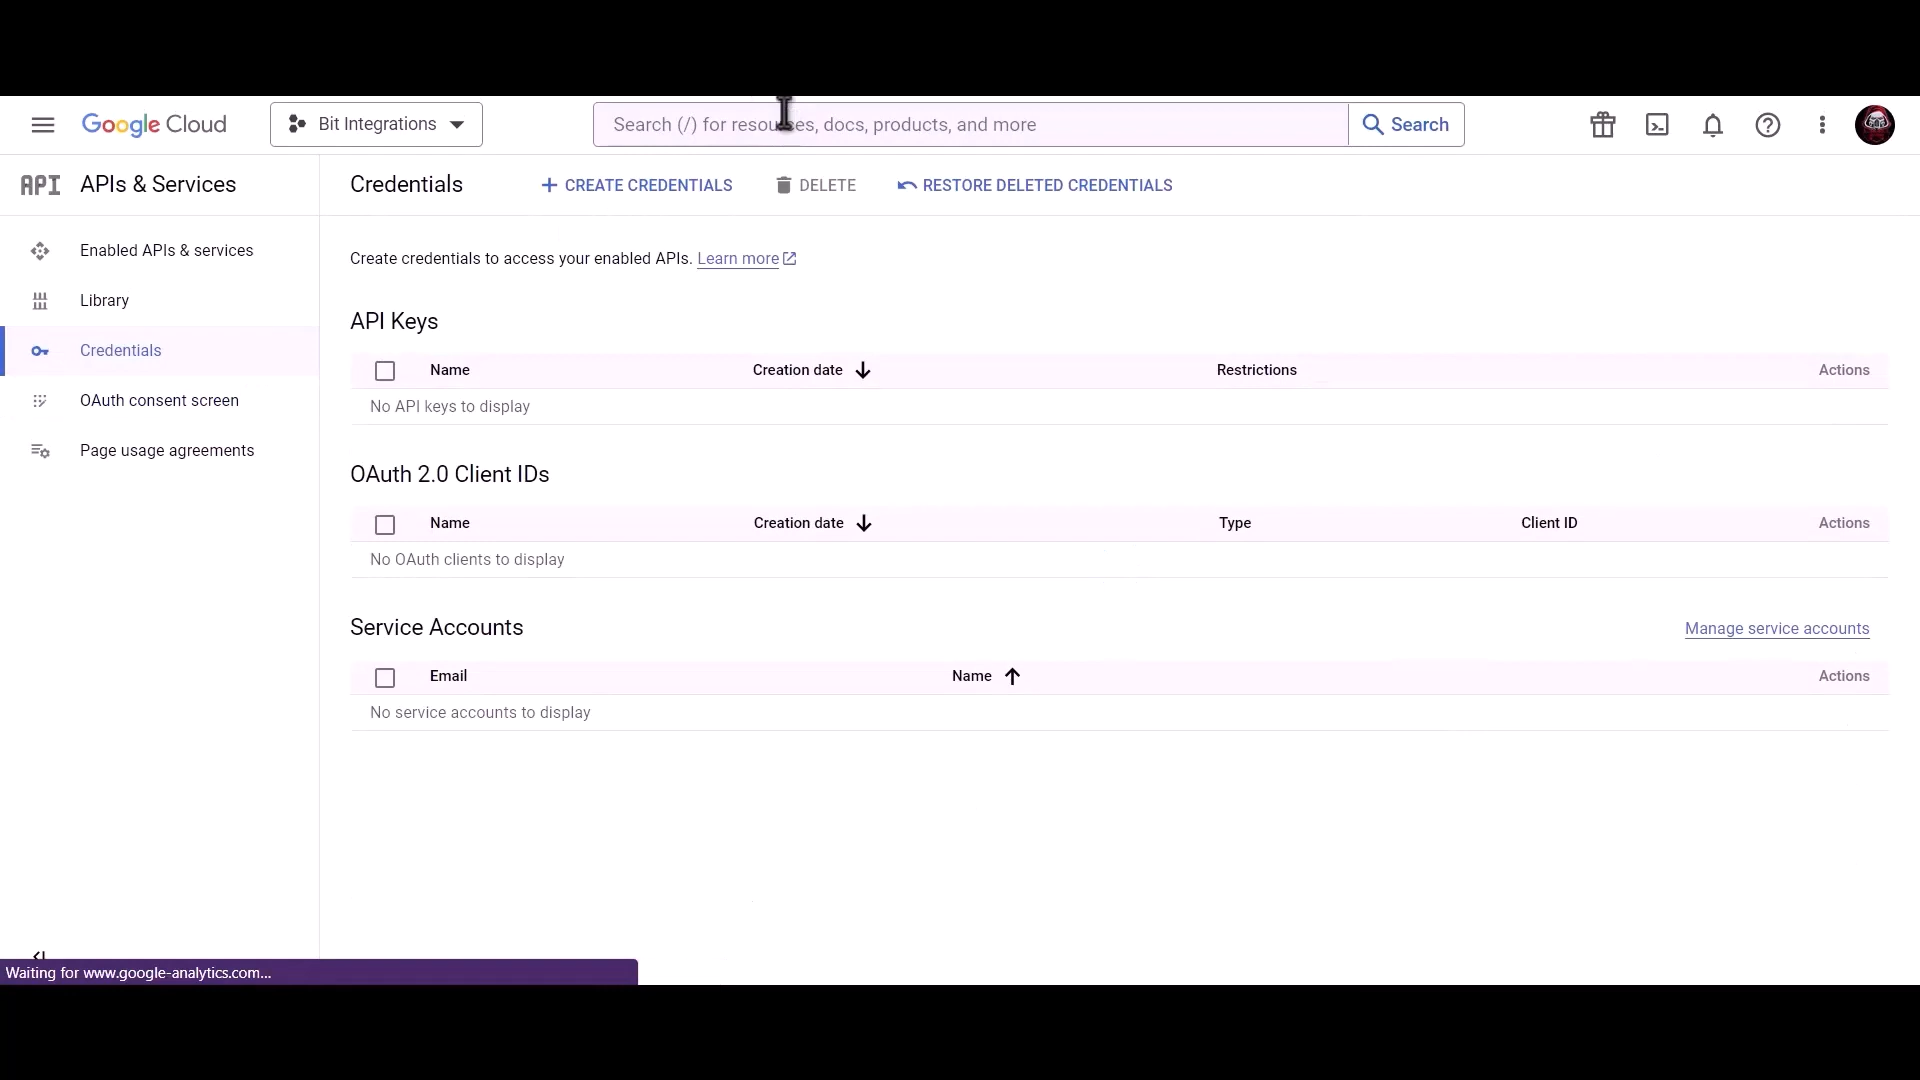 Google Cloud
Bit Integrations
Search (/) for resources, docs, products, and more
Search
API
APIs & Services
Credentials
CREATE CREDENTIALS
DELETE
RESTORE DELETED CREDENTIALS
Enabled APIs & services
Library
Credentials
OAuth consent screen
Page usage agreements
Create credentials to access your enabled APIs. Learn more
API Keys
Name Creation date Restrictions Actions
No API keys to display
OAuth 2.0 Client IDs
Name Creation date Type Client ID Actions
No OAuth clients to display
Service Accounts
Manage service accounts
Email Name Actions
No service accounts to display
Waiting for www.google-analytics.com...